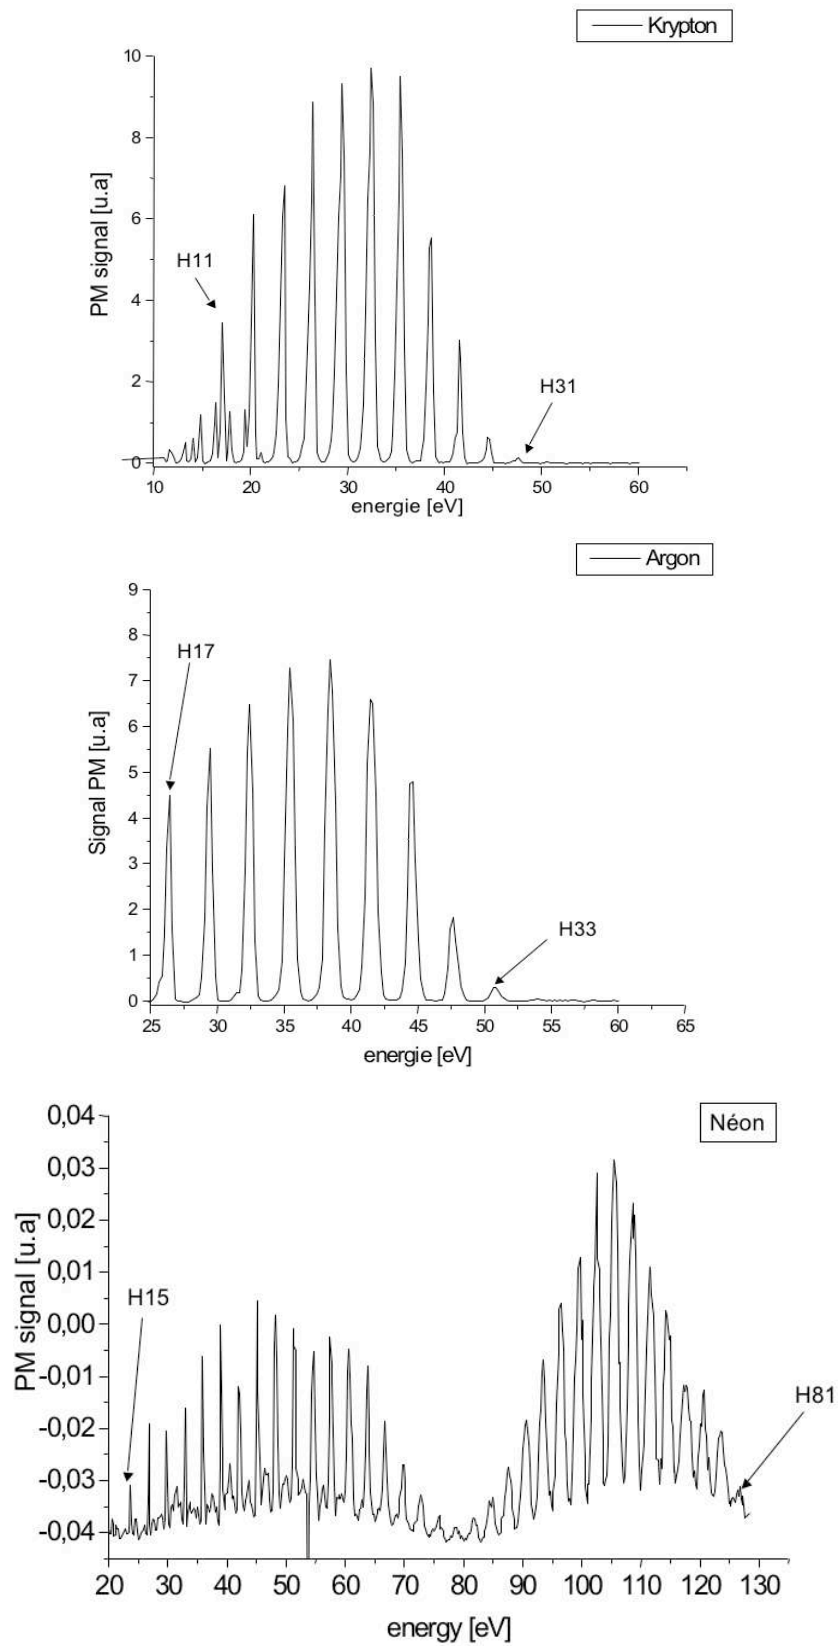 Krypton
10
8
6
4
2
0
PM signal [u.a]
H11
H31
10 20 30 40 50 60
energie [eV]
Argon
9
8
7
6
5
4
3
2
1
0
Signal PM [u.a]
H17
H33
25 30 35 40 45 50 55 60 65
energie [eV]
Néon
0,04
0,03
0,02
0,01
0,00
-0,01
-0,02
-0,03
-0,04
PM signal [u.a]
H15
H81
20 30 40 50 60 70 80 90 100 110 120 130
energy [eV]